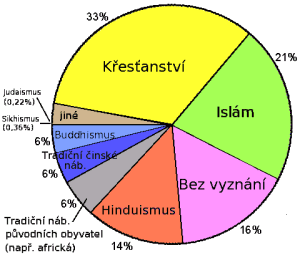 33%
Křesťanství
21%
Islám
Bez vyznání
16%
Hinduismus
14%
6%
Tradiční náb.
původních obyvatel
(např. africká)
Tradiční čínské
náb.
6%
Buddhismus
6%
Sikhismus
(0,36%)
Judaismus
(0,22%)
jiné